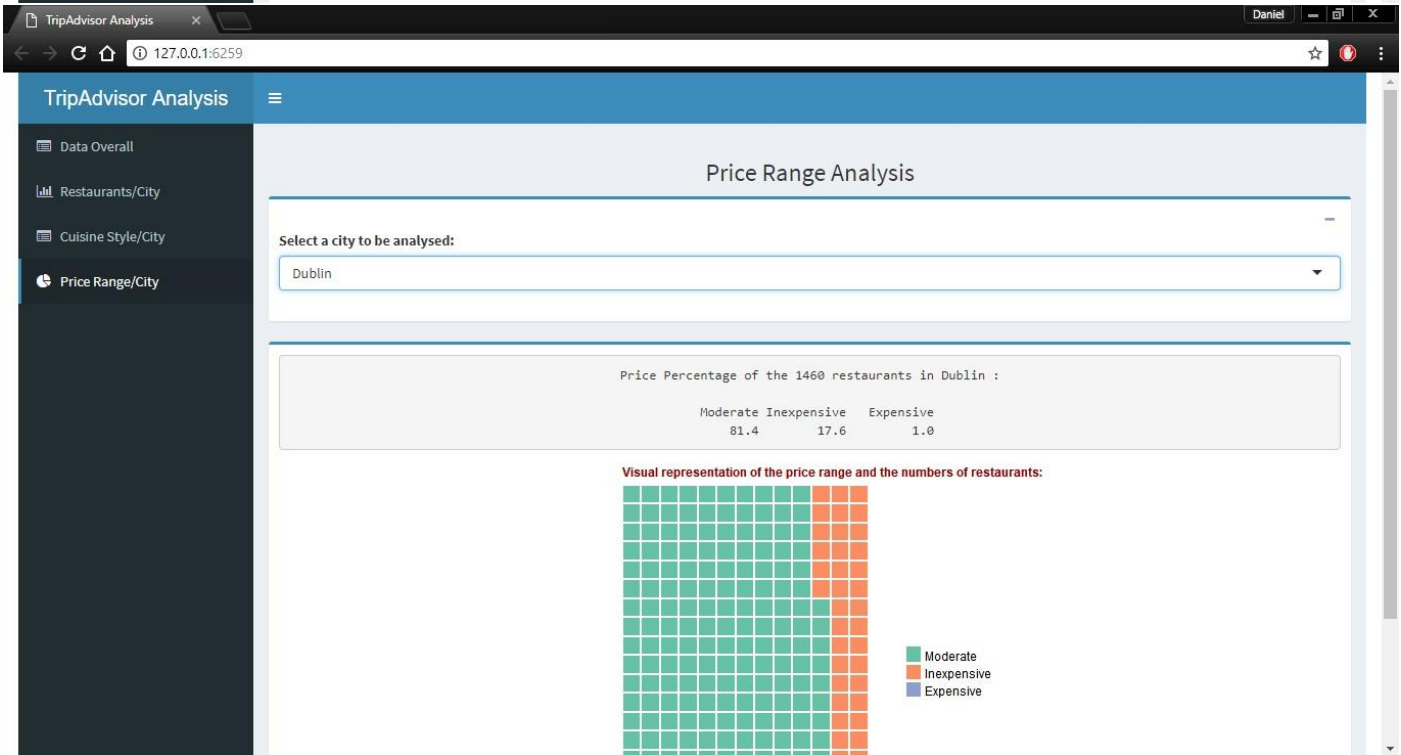 TripAdvisor Analysis
Daniel
127.0.0.1:6259
TripAdvisor Analysis
Data Overall
Restaurants/City
Cuisine Style/City
Price Range/City
Price Range Analysis
Select a city to be analysed:
Dublin
Price Percentage of the 1460 restaurants in Dublin :
Moderate Inexpensive Expensive
81.4 17.6 1.0
Visual representation of the price range and the numbers of restaurants:
Moderate
Inexpensive
Expensive